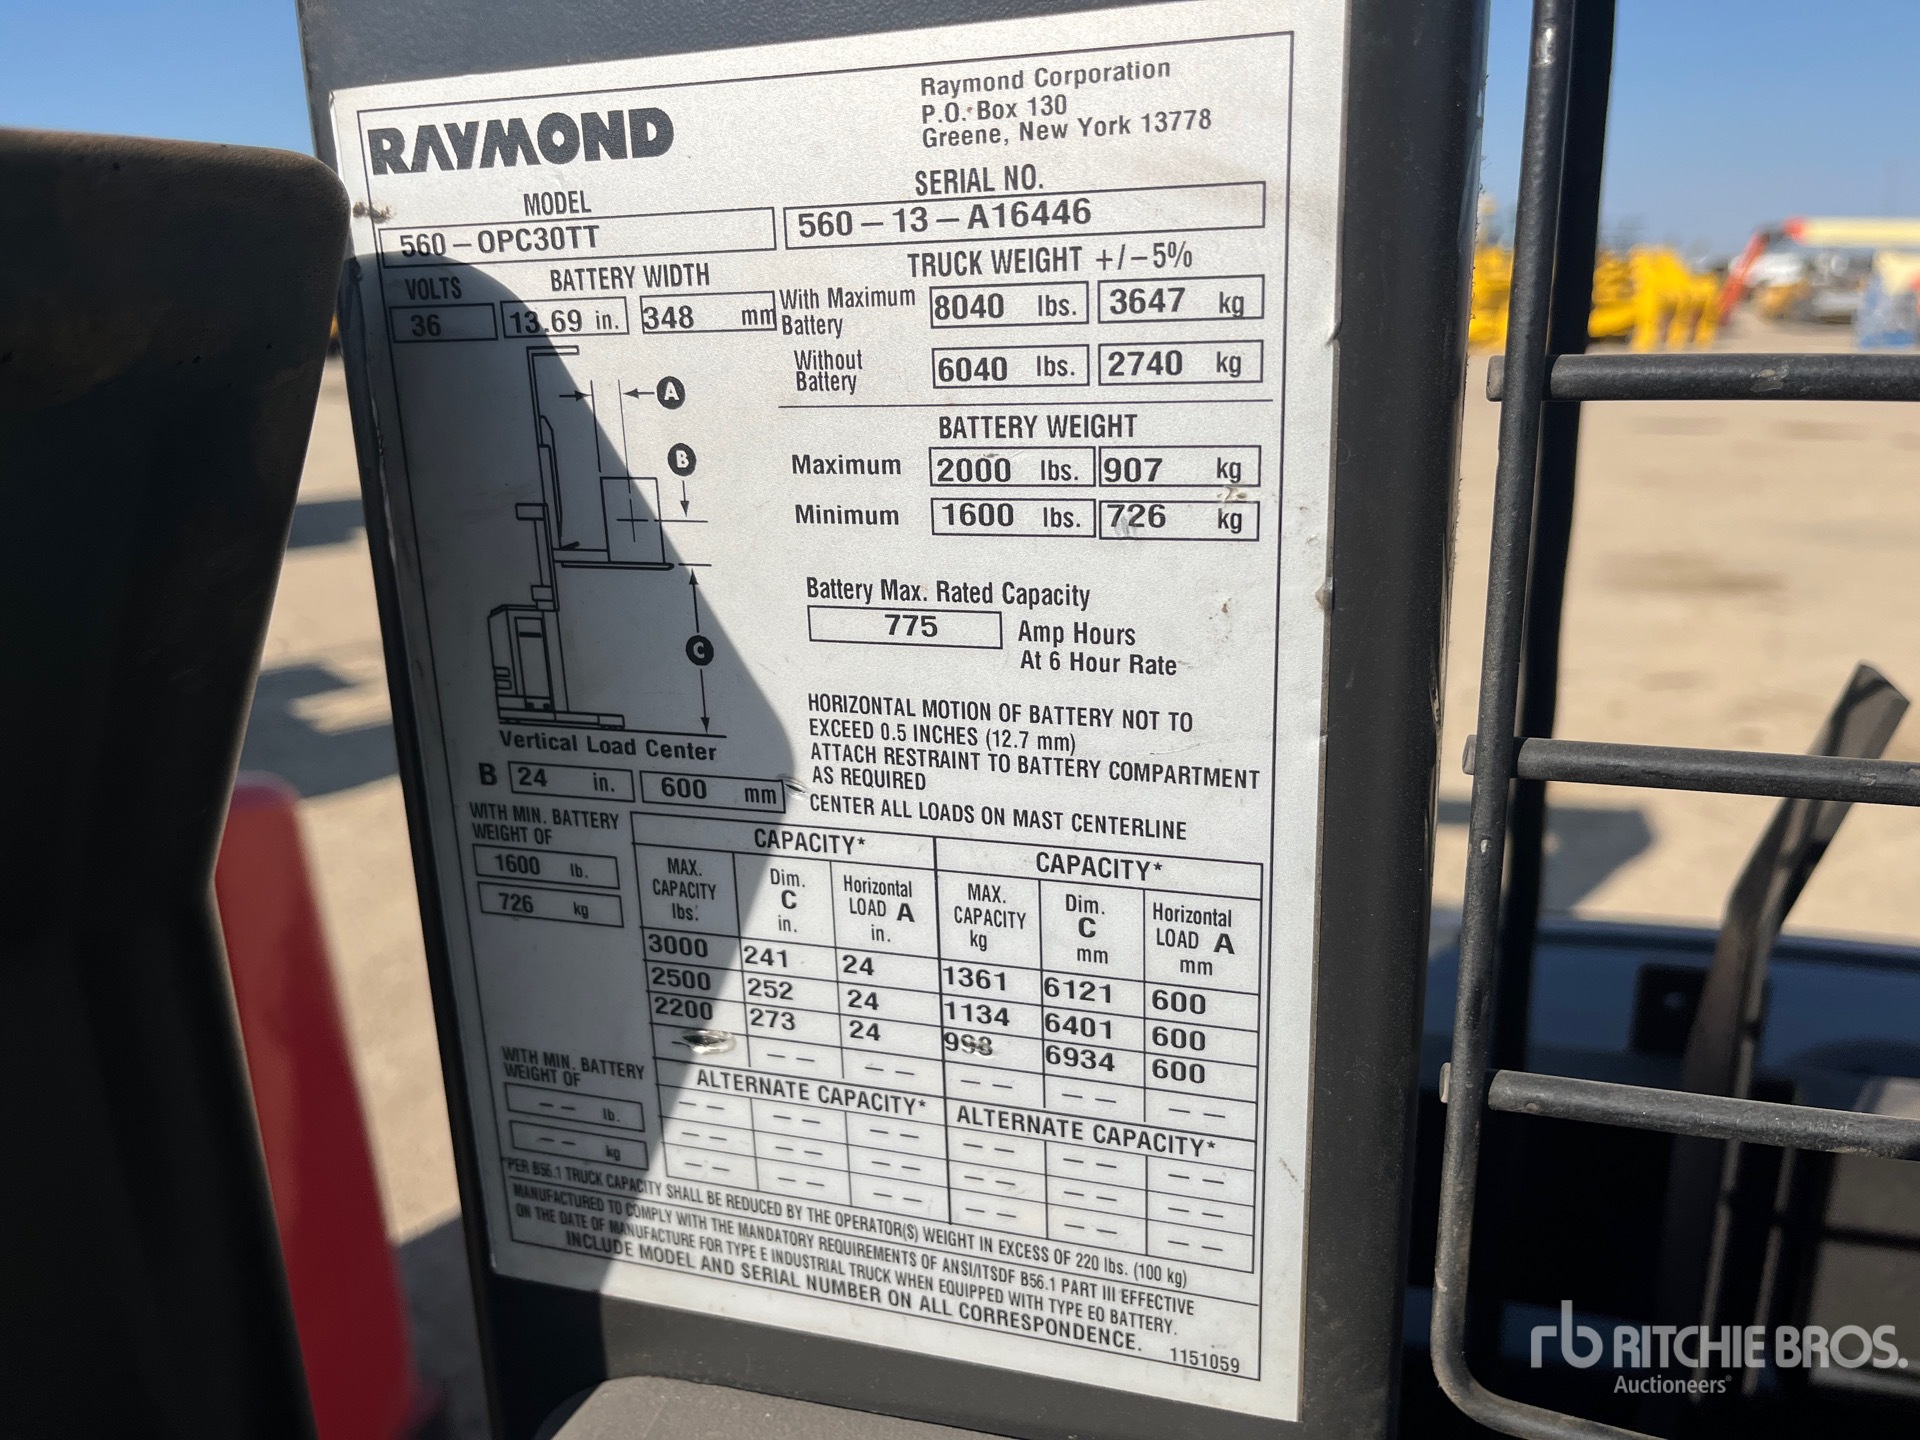 RAYMOND
Raymond Corporation
P.O. Box 130
Greene, New York 13778
MODEL
560-OPC30TT
SERIAL NO.
560-13-A16446
VOLTS
36
BATTERY WIDTH
13.69 in. 348 mm
TRUCK WEIGHT +/-5%
With Maximum Battery 8040 lbs. 3647 kg
Without Battery 6040 lbs. 2740 kg
BATTERY WEIGHT
Maximum 2000 lbs. 907 kg
Minimum 1600 lbs. 726 kg
Battery Max. Rated Capacity
775 Amp Hours
At 6 Hour Rate
A
B
C
Vertical Load Center
B 24 in. 600 mm
HORIZONTAL MOTION OF BATTERY NOT TO
EXCEED 0.5 INCHES (12.7 mm)
ATTACH RESTRAINT TO BATTERY COMPARTMENT
AS REQUIRED
CENTER ALL LOADS ON MAST CENTERLINE
WITH MIN. BATTERY
WEIGHT OF
1600 lb.
726 kg
CAPACITY* CAPACITY*
MAX. CAPACITY lbs. Dim. C in. Horizontal LOAD A in. MAX. CAPACITY kg Dim. C mm Horizontal LOAD A mm
3000 241 24 1361 6121 600
2500 252 24 1134 6401 600
2200 273 24 998 6934 600
-- -- -- -- --
WITH MIN. BATTERY
WEIGHT OF
-- lb.
-- kg
ALTERNATE CAPACITY* ALTERNATE CAPACITY*
-- -- -- -- -- --
-- -- -- -- -- --
-- -- -- -- -- --
*PER B56.1 TRUCK CAPACITY SHALL BE REDUCED BY THE OPERATOR(S) WEIGHT IN EXCESS OF 220 lbs. (100 kg)
MANUFACTURED TO COMPLY WITH THE MANDATORY REQUIREMENTS OF ANSI/ITSDF B56.1 PART III EFFECTIVE
ON THE DATE OF MANUFACTURE FOR TYPE E INDUSTRIAL TRUCK WHEN EQUIPPED WITH TYPE EO BATTERY.
INCLUDE MODEL AND SERIAL NUMBER ON ALL CORRESPONDENCE.
1151059
rb RITCHIE BROS.
Auctioneers